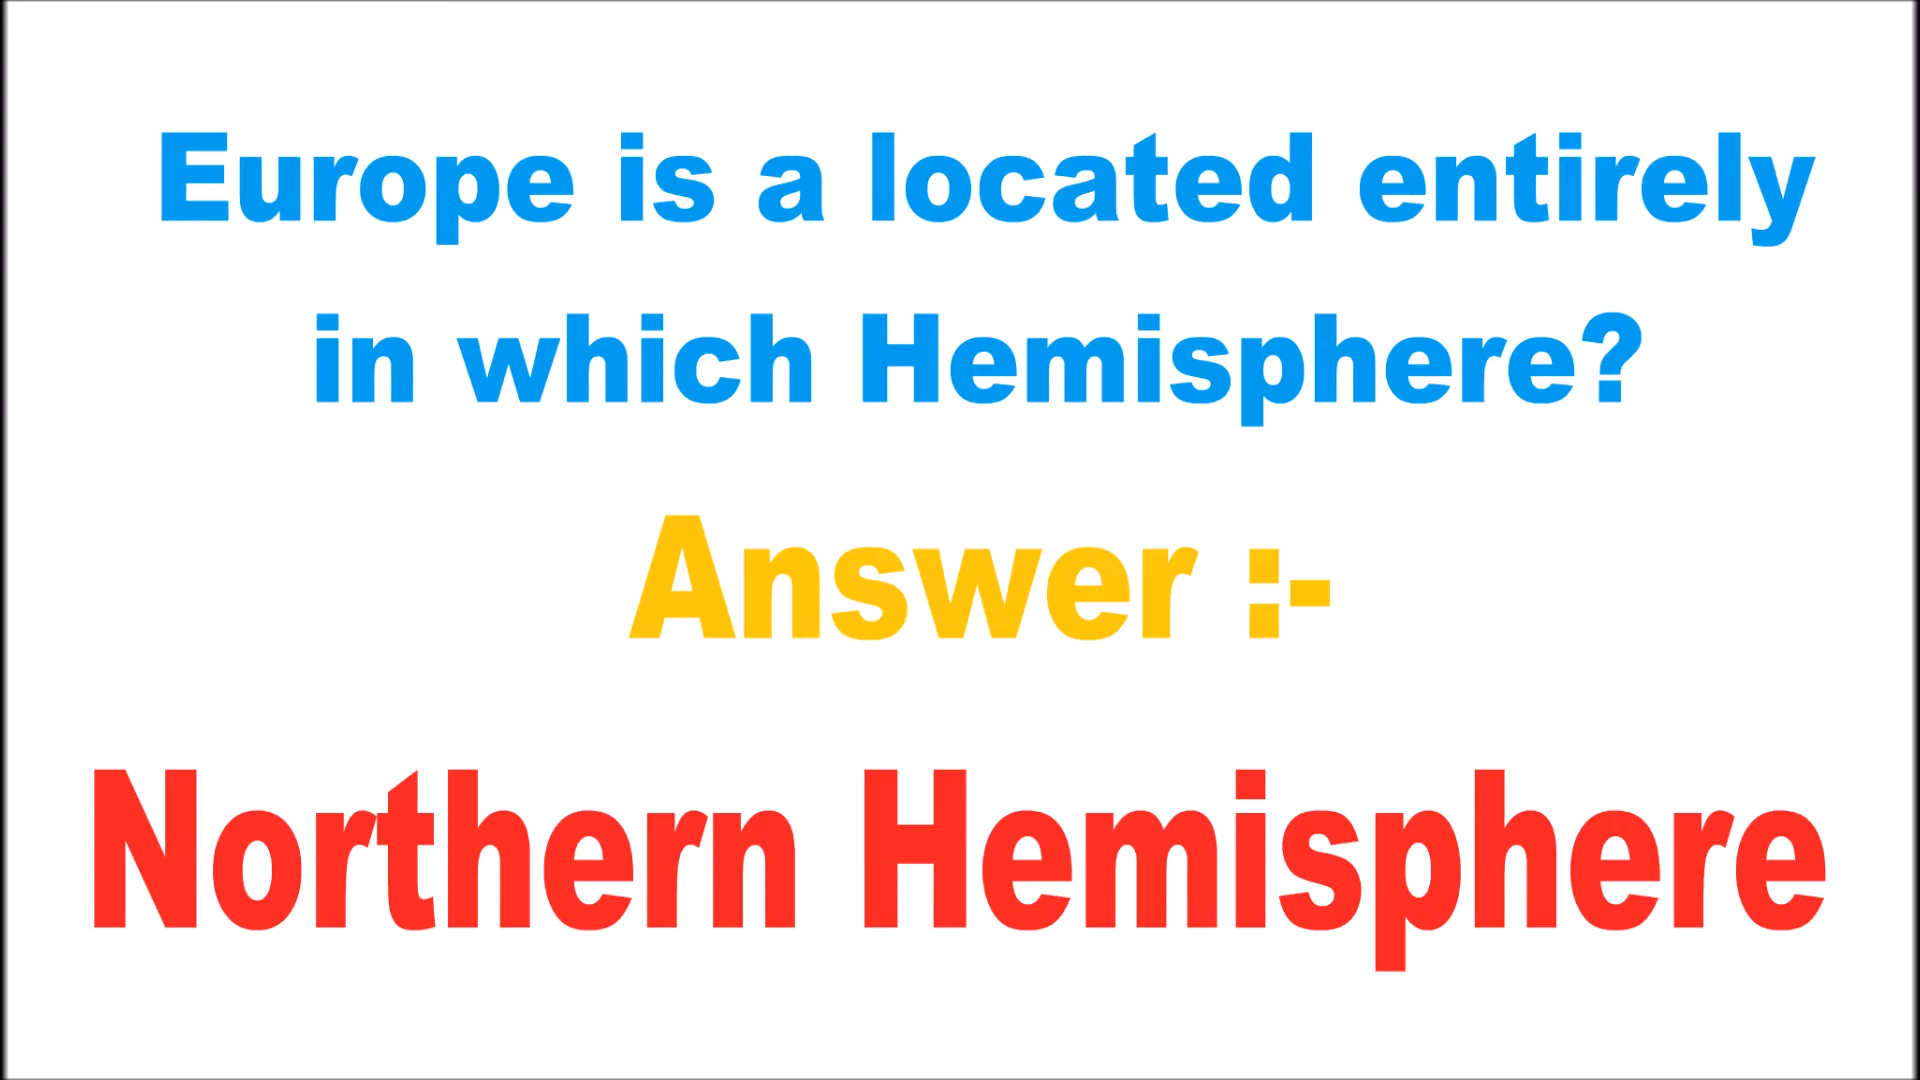 Europe is a located entirely
in which Hemisphere?
Answer :-
Northern Hemisphere